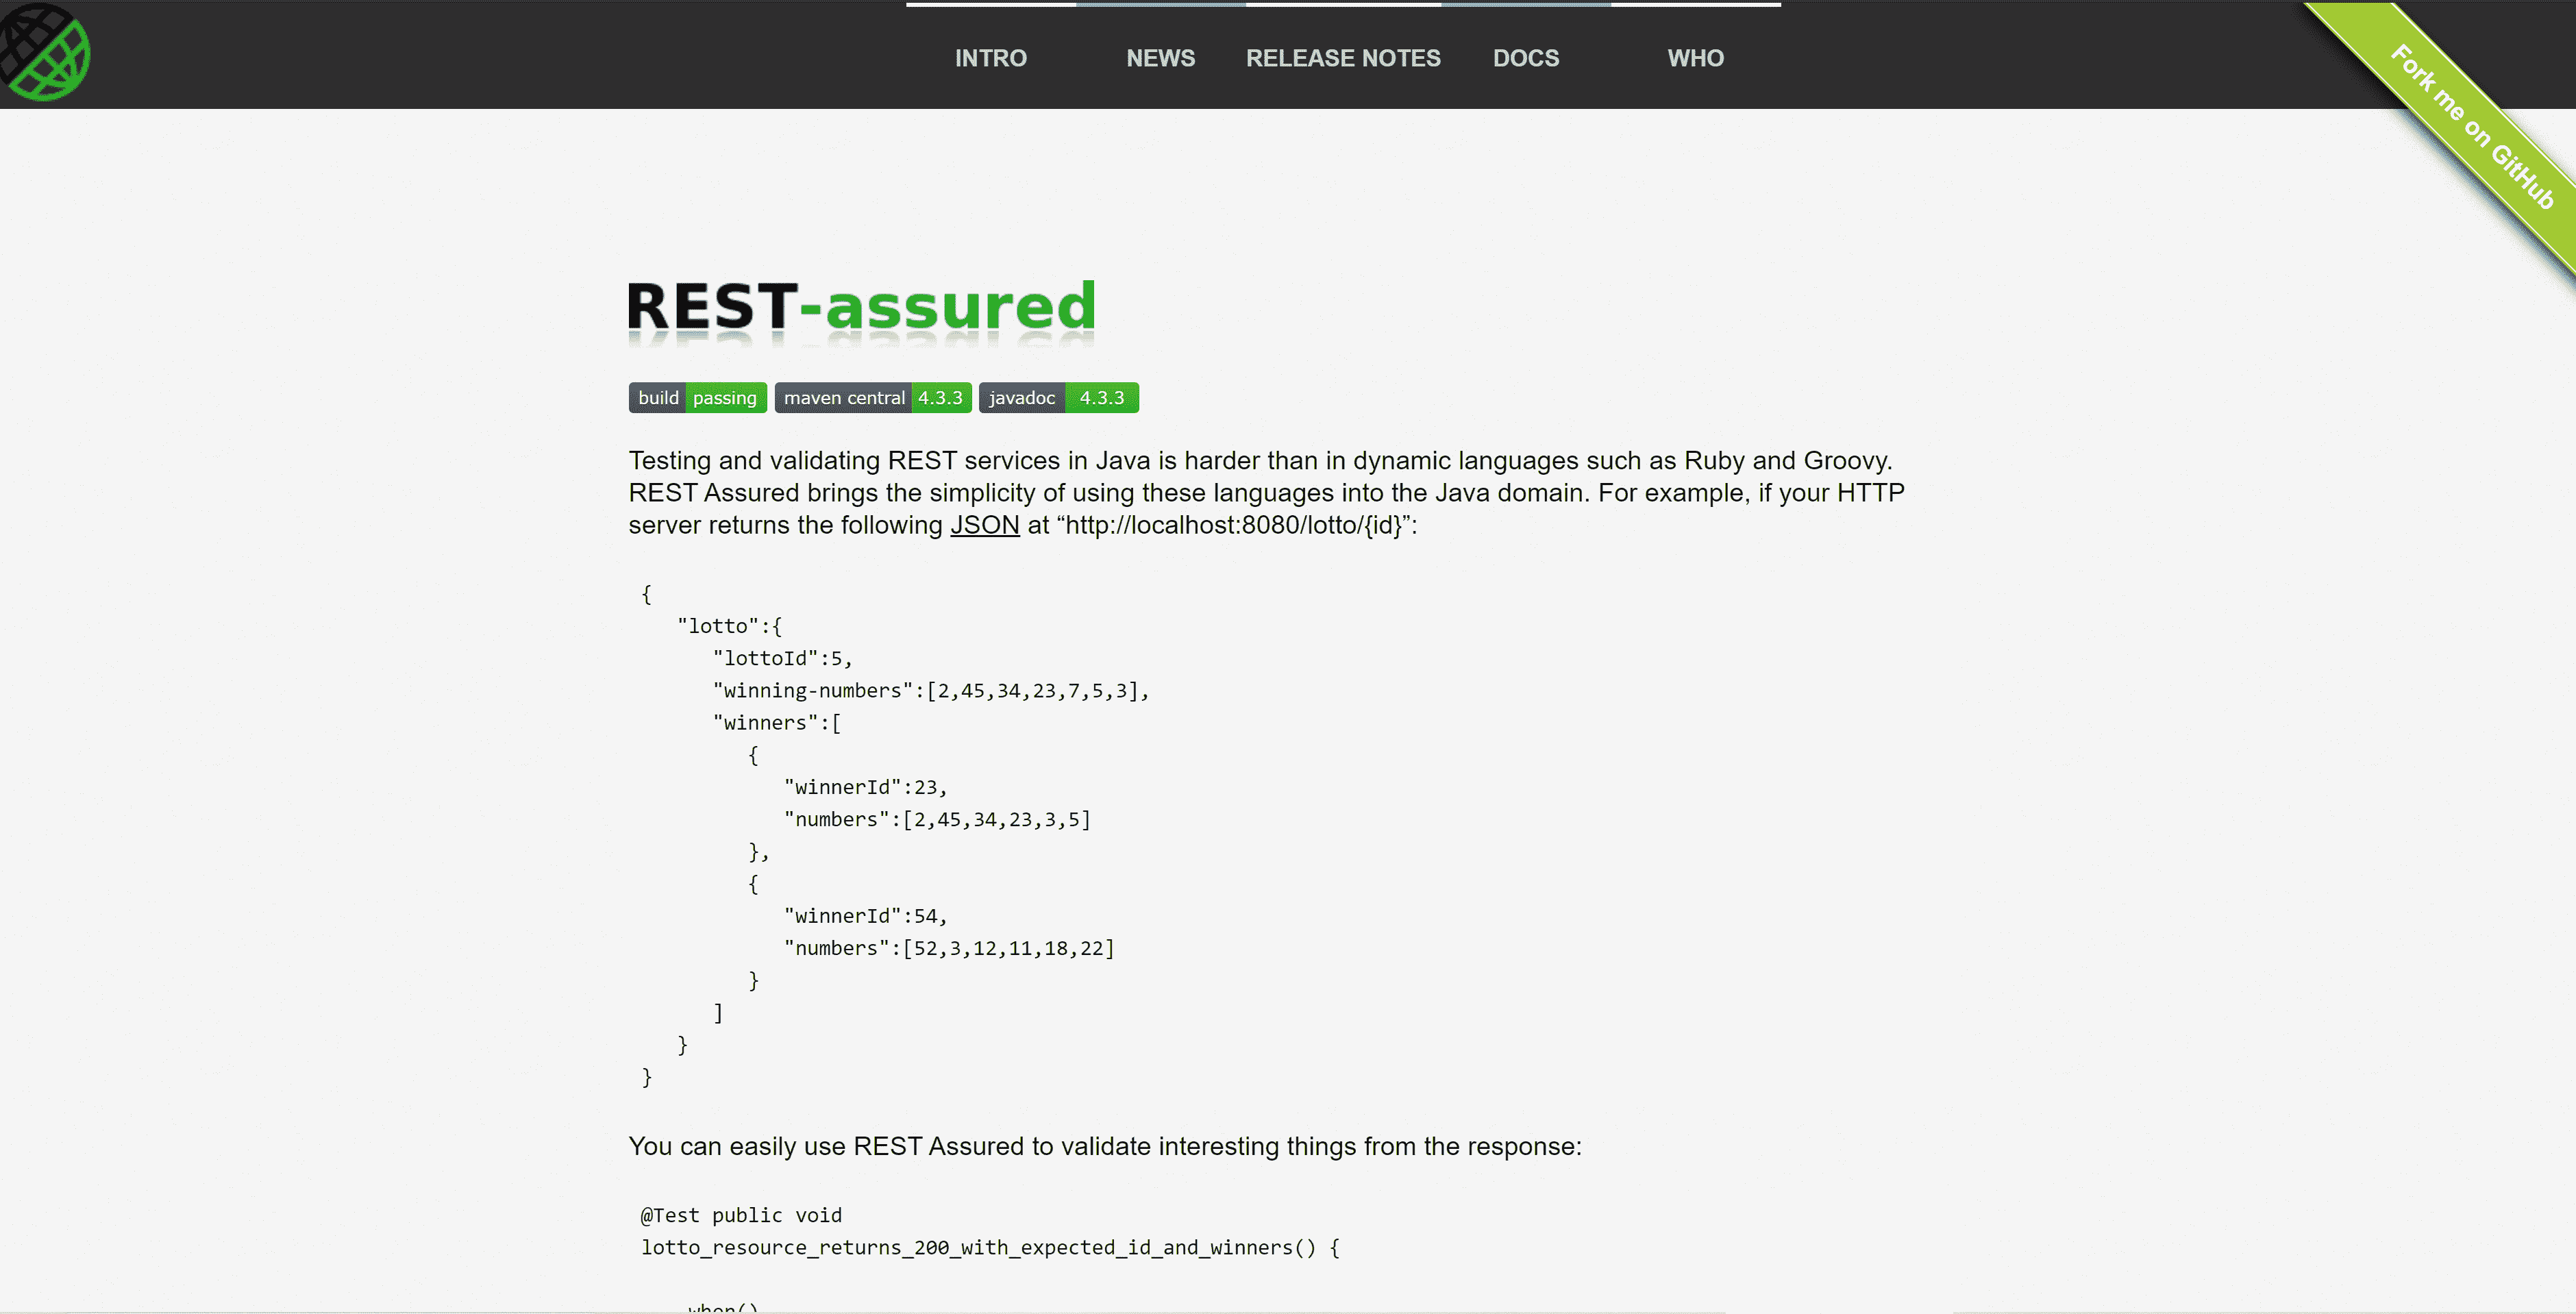 INTRO NEWS RELEASE NOTES DOCS WHO
Fork me on GitHub
REST-assured
build passing maven central 4.3.3 javadoc 4.3.3
Testing and validating REST services in Java is harder than in dynamic languages such as Ruby and Groovy.
REST Assured brings the simplicity of using these languages into the Java domain. For example, if your HTTP
server returns the following JSON at “http://localhost:8080/lotto/{id}”:
{
   "lotto":{
      "lottoId":5,
      "winning-numbers":[2,45,34,23,7,5,3],
      "winners":[
         {
            "winnerId":23,
            "numbers":[2,45,34,23,3,5]
         },
         {
            "winnerId":54,
            "numbers":[52,3,12,11,18,22]
         }
      ]
   }
}
You can easily use REST Assured to validate interesting things from the response:
@Test public void
lotto_resource_returns_200_with_expected_id_and_winners() {
    when()